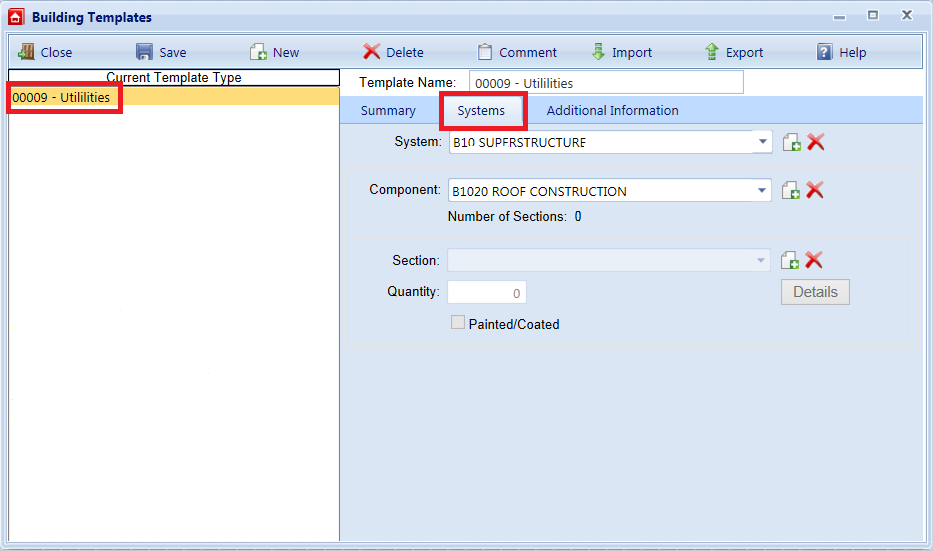 Building Templates
Close Save New Delete Comment Import Export Help
Current Template Type
00009 - Utililities
Template Name: 00009 - Utililities
Summary Systems Additional Information
System: B10 SUPERSTRUCTURE
Component: B1020 ROOF CONSTRUCTION
Number of Sections: 0
Section:
Quantity: 0 Details
Painted/Coated